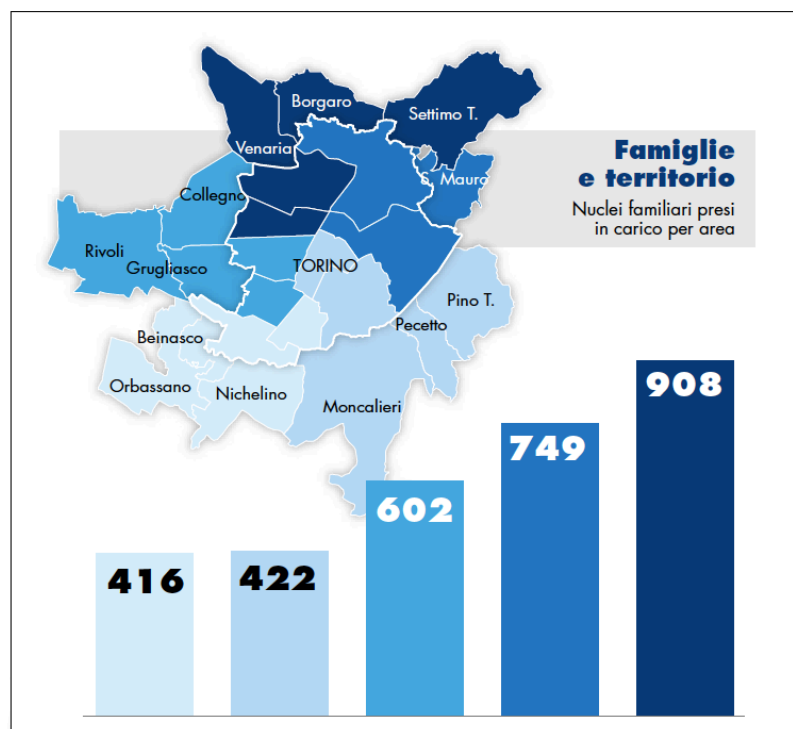 Borgaro
Settimo T.
Venaria
S. Mauro
Famiglie
e territorio
Nuclei familiari presi
in carico per area
Collegno
Rivoli
Grugliasco
TORINO
Pino T.
Pecetto
Beinasco
Orbassano
Nichelino
Moncalieri
416
422
602
749
908